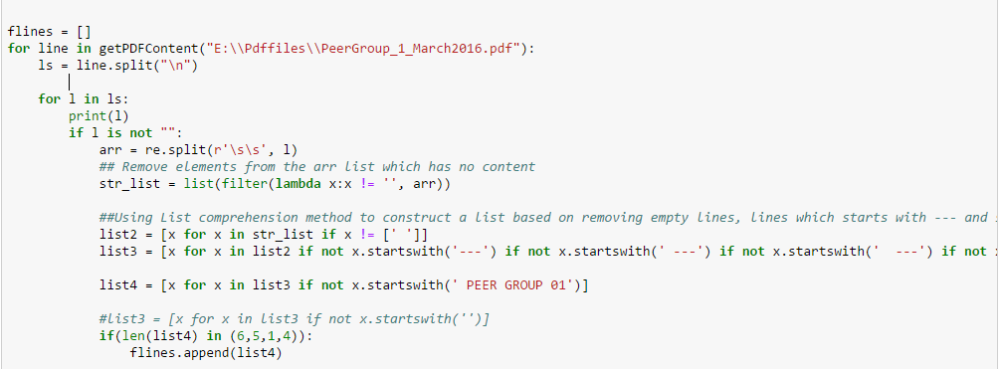 flines = []
for line in getPDFContent("E:\\Pdffiles\\PeerGroup_1_March2016.pdf"):
    ls = line.split("\n")
    for l in ls:
        print(l)
        if l is not "":
            arr = re.split(r'\s\s', l)
            ## Remove elements from the arr list which has no content
            str_list = list(filter(lambda x:x != '', arr))
            ##Using List comprehension method to construct a list based on removing empty lines, lines which starts with --- and
            list2 = [x for x in str_list if x != [' ']]
            list3 = [x for x in list2 if not x.startswith('---') if not x.startswith(' ---') if not x.startswith('  ---') if not
            list4 = [x for x in list3 if not x.startswith(' PEER GROUP 01')]
            #list3 = [x for x in list3 if not x.startswith('')]
            if(len(list4) in (6,5,1,4)):
                flines.append(list4)